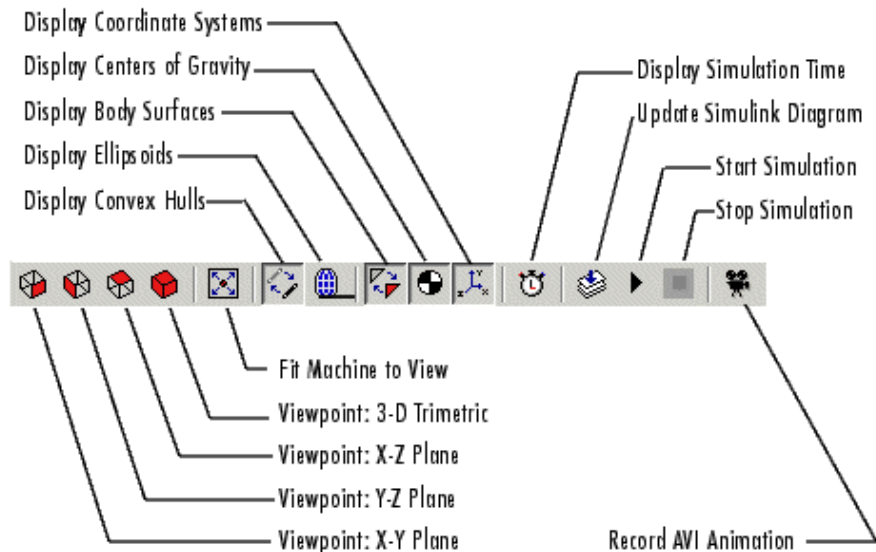 Display Coordinate Systems
Display Centers of Gravity
Display Body Surfaces
Display Ellipsoids
Display Convex Hulls
Display Simulation Time
Update Simulink Diagram
Start Simulation
Stop Simulation
Fit Machine to View
Viewpoint: 3-D Trimetric
Viewpoint: X-Z Plane
Viewpoint: Y-Z Plane
Viewpoint: X-Y Plane
Record AVI Animation